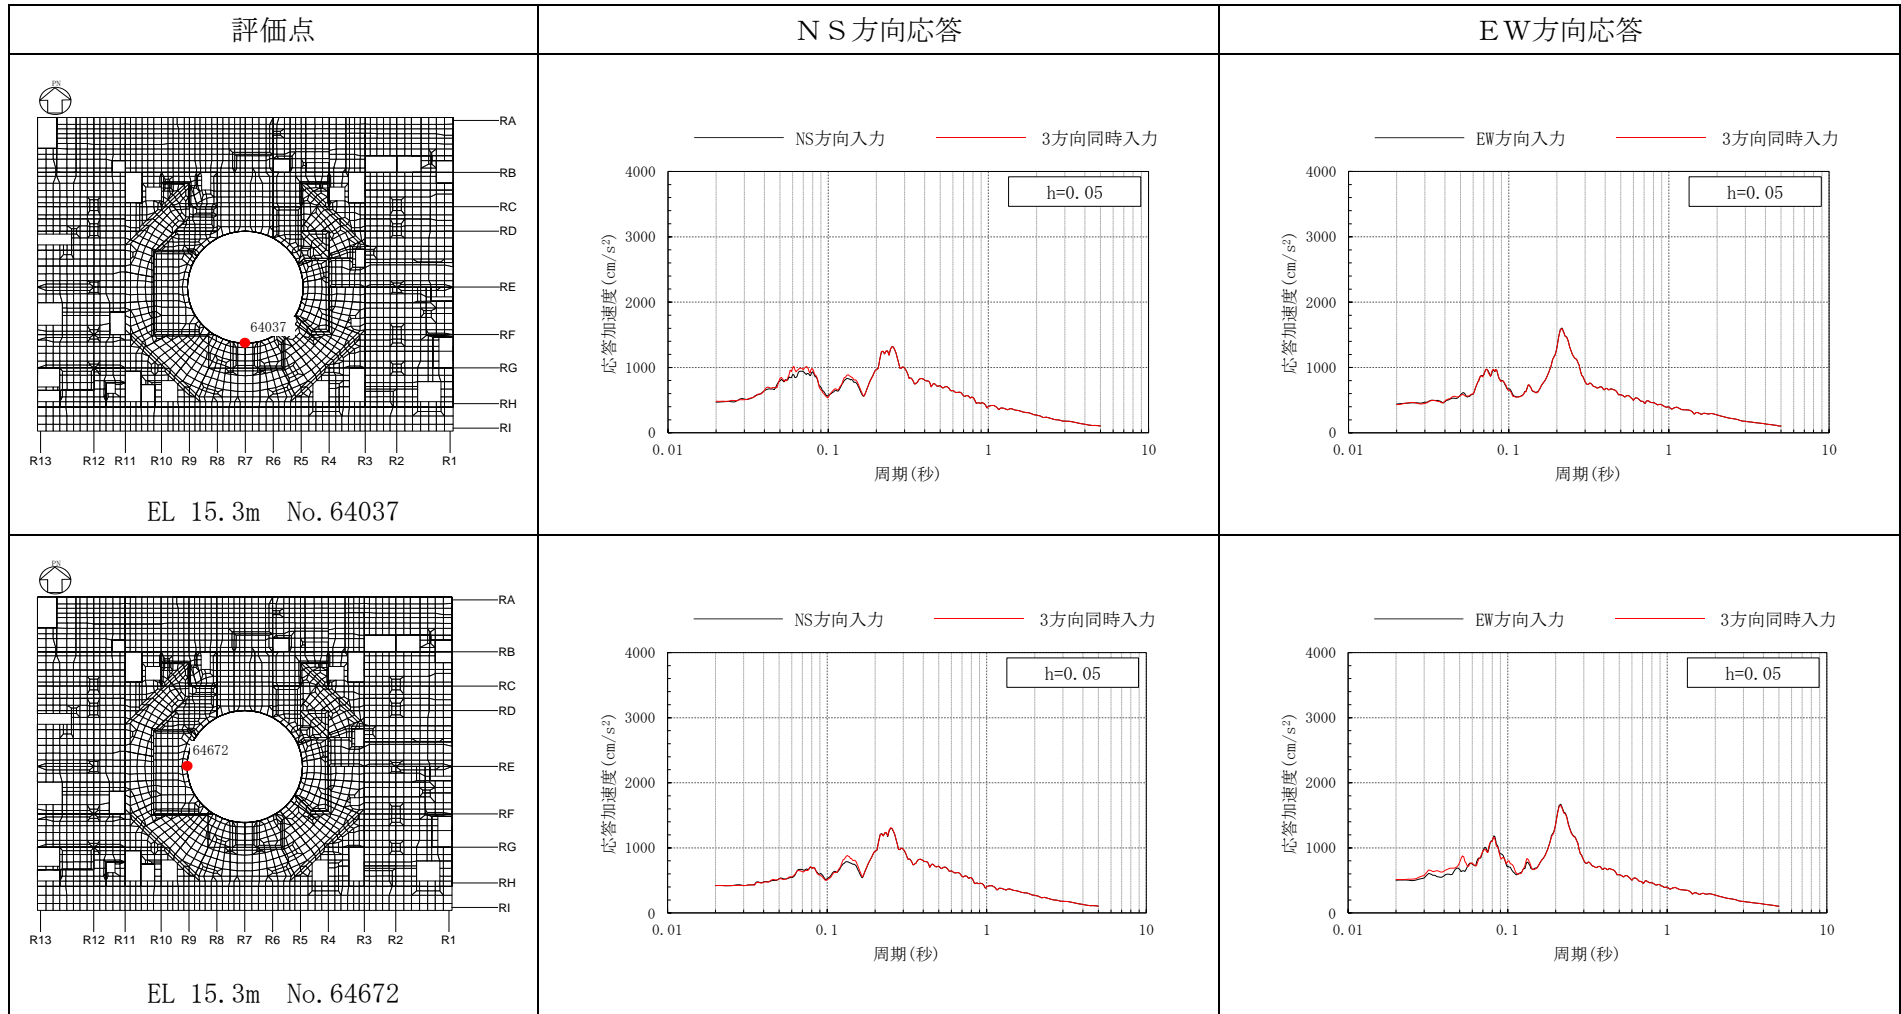 評価点
ＮＳ方向応答
ＥＷ方向応答
PN
RA
RB
RC
RD
RE
RF
RG
RH
RI
64037
R13 R12 R11 R10 R9 R8 R7 R6 R5 R4 R3 R2 R1
EL 15.3m No.64037
NS方向入力 3方向同時入力
h=0.05
応答加速度(cm/s²)
4000
3000
2000
1000
0
0.01 0.1 1 10
周期(秒)
EW方向入力 3方向同時入力
h=0.05
応答加速度(cm/s²)
4000
3000
2000
1000
0
0.01 0.1 1 10
周期(秒)
PN
RA
RB
RC
RD
RE
RF
RG
RH
RI
64672
R13 R12 R11 R10 R9 R8 R7 R6 R5 R4 R3 R2 R1
EL 15.3m No.64672
NS方向入力 3方向同時入力
h=0.05
応答加速度(cm/s²)
4000
3000
2000
1000
0
0.01 0.1 1 10
周期(秒)
EW方向入力 3方向同時入力
h=0.05
応答加速度(cm/s²)
4000
3000
2000
1000
0
0.01 0.1 1 10
周期(秒)